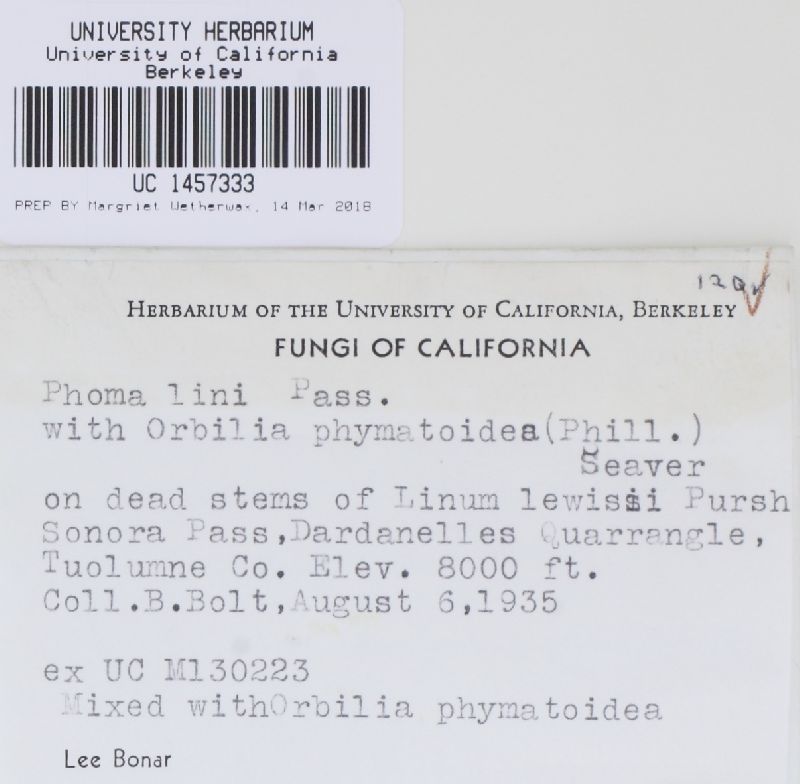 UNIVERSITY HERBARIUM
University of California
Berkeley
UC 1457333
PREP BY Margriet Wetherwax, 14 Mar 2018
HERBARIUM OF THE UNIVERSITY OF CALIFORNIA, BERKELEY
FUNGI OF CALIFORNIA
Phoma lini Pass.
with Orbilia phymatoidea(Phill.)
Seaver
on dead stems of Linum lewisii Pursh
Sonora Pass,Dardanelles Quarrangle,
Tuolumne Co. Elev. 8000 ft.
Coll.B.Bolt,August 6,1935
ex UC M130223
Mixed withOrbilia phymatoidea
Lee Bonar